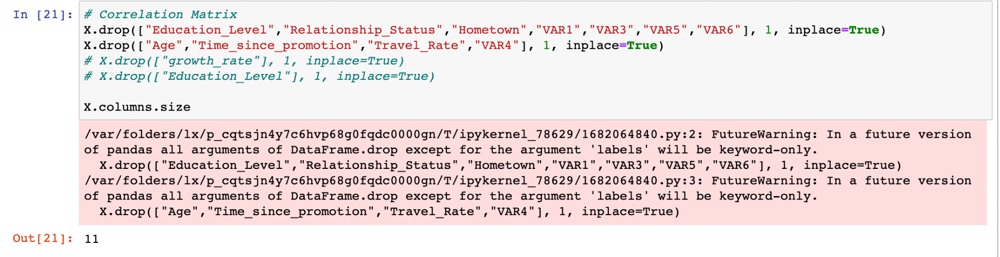 In [21]:
# Correlation Matrix
X.drop(["Education_Level","Relationship_Status","Hometown","VAR1","VAR3","VAR5","VAR6"], 1, inplace=True)
X.drop(["Age","Time_since_promotion","Travel_Rate","VAR4"], 1, inplace=True)
# X.drop(["growth_rate"], 1, inplace=True)
# X.drop(["Education_Level"], 1, inplace=True)
X.columns.size
/var/folders/lx/p_cqtsjn4y7c6hvp68g0fqdc0000gn/T/ipykernel_78629/1682064840.py:2: FutureWarning: In a future version
of pandas all arguments of DataFrame.drop except for the argument 'labels' will be keyword-only.
X.drop(["Education_Level","Relationship_Status","Hometown","VAR1","VAR3","VAR5","VAR6"], 1, inplace=True)
/var/folders/lx/p_cqtsjn4y7c6hvp68g0fqdc0000gn/T/ipykernel_78629/1682064840.py:3: FutureWarning: In a future version
of pandas all arguments of DataFrame.drop except for the argument 'labels' will be keyword-only.
X.drop(["Age","Time_since_promotion","Travel_Rate","VAR4"], 1, inplace=True)
Out[21]: 11